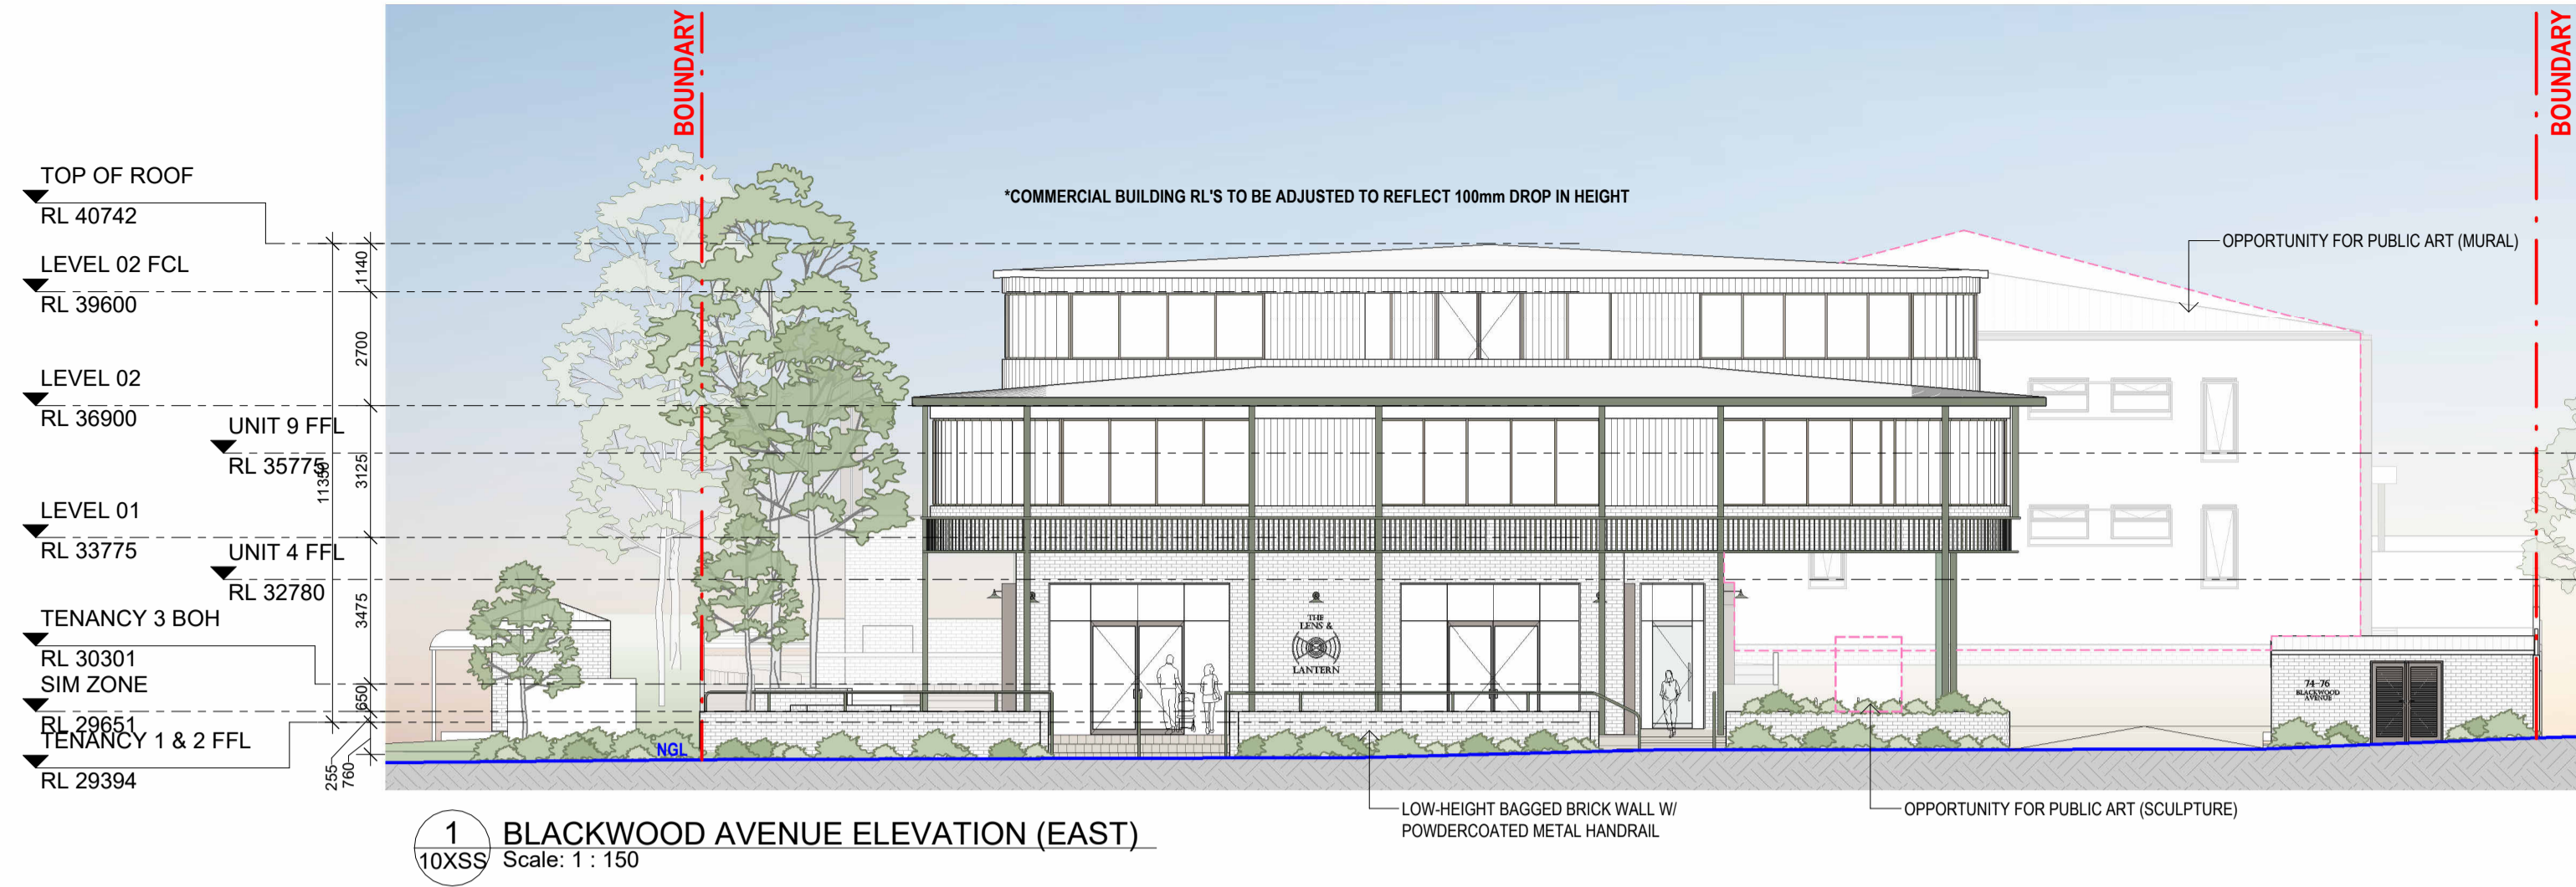 BOUNDARY
BOUNDARY
TOP OF ROOF
RL 40742
*COMMERCIAL BUILDING RL'S TO BE ADJUSTED TO REFLECT 100mm DROP IN HEIGHT
OPPORTUNITY FOR PUBLIC ART (MURAL)
1140
LEVEL 02 FCL
RL 39600
2700
LEVEL 02
RL 36900
UNIT 9 FFL
RL 35775
11350
3125
LEVEL 01
RL 33775
UNIT 4 FFL
RL 32780
3475
TENANCY 3 BOH
RL 30301
SIM ZONE
RL 29651
650
TENANCY 1 & 2 FFL
RL 29394
255
760
THE
LENS &
LANTERN
74-76
BLACKWOOD
AVENUE
NGL
LOW-HEIGHT BAGGED BRICK WALL W/
POWDERCOATED METAL HANDRAIL
OPPORTUNITY FOR PUBLIC ART (SCULPTURE)
1
10XSS
BLACKWOOD AVENUE ELEVATION (EAST)
Scale: 1 : 150